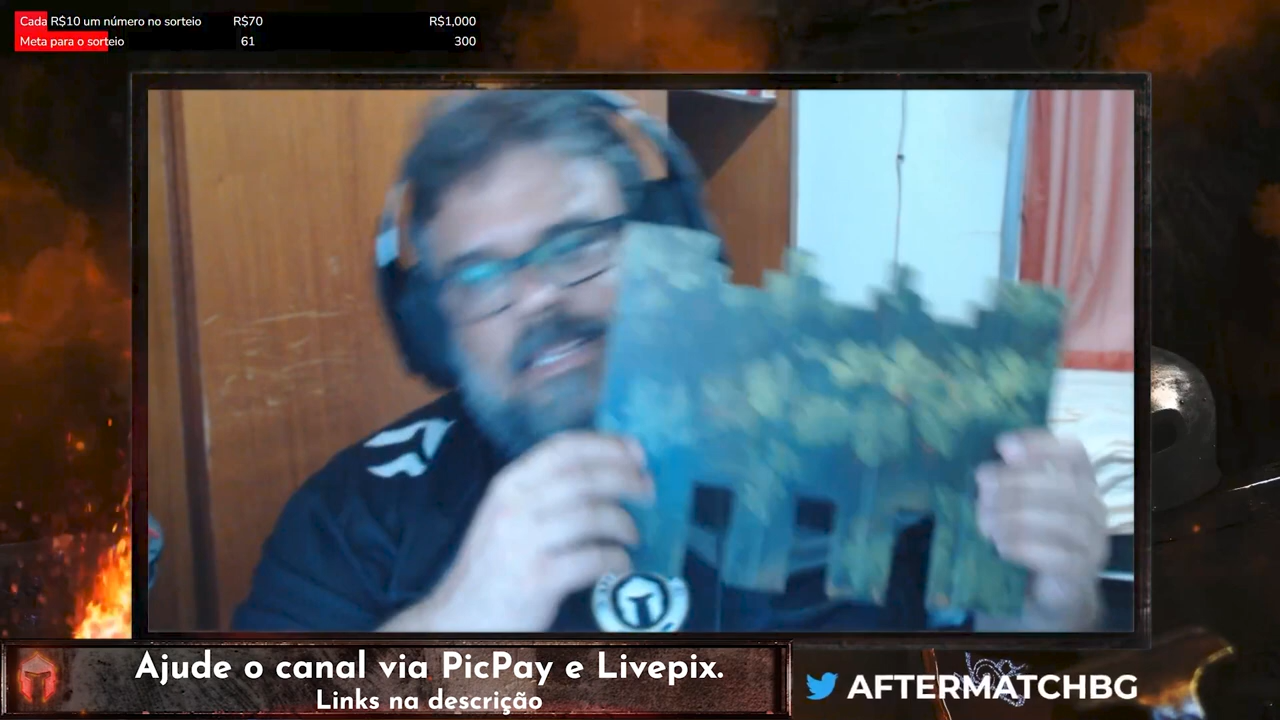 Cada R$10 um número no sorteio R$70 R$1,000
Meta para o sorteio 61 300
Ajude o canal via PicPay e Livepix.
Links na descrição
AFTERMATCHBG